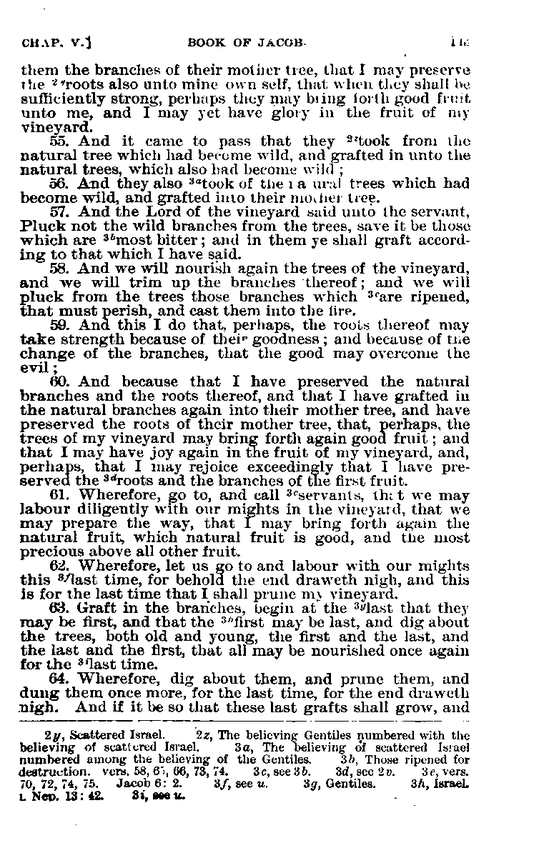 CHAP. V.] BOOK OF JACOB.
them the branches of their mother tree, that I may preserve
the roots also unto mine own self, that when they shall be
sufficiently strong, perhaps they may bring forth good fruit
unto me, and I may yet have glory in the fruit of my
vineyard.
55. And it came to pass that they 2ztook from the
natural tree which had become wild, and grafted in unto the
natural trees, which also had become wild ;
56. And they also 3atook of the natural trees which had
become wild, and grafted into their mother tree.
57. And the Lord of the vineyard said unto the servant,
Pluck not the wild branches from the trees, save it be those
which are 3bmost bitter ; and in them ye shall graft accord-
ing to that which I have said.
58. And we will nourish again the trees of the vineyard,
and we will trim up the branches thereof ; and we will
pluck from the trees those branches which 3care ripened,
that must perish, and cast them into the fire.
59. And this I do that, perhaps, the roots thereof may
take strength because of their goodness ; and because of the
change of the branches, that the good may overcome the
evil ;
60. And because that I have preserved the natural
branches and the roots thereof, and that I have grafted in
the natural branches again into their mother tree, and have
preserved the roots of their mother tree, that, perhaps, the
trees of my vineyard may bring forth again good fruit ; and
that I may have joy again in the fruit of my vineyard, and,
perhaps, that I may rejoice exceedingly that I have pre-
served the 3droots and the branches of the first fruit.
61. Wherefore, go to, and call 3eservants, that we may
labour diligently with our mights in the vineyard, that we
may prepare the way, that I may bring forth again the
natural fruit, which natural fruit is good, and the most
precious above all other fruit.
62. Wherefore, let us go to and labour with our mights
this 3flast time, for behold the end draweth nigh, and this
is for the last time that I shall prune my vineyard.
63. Graft in the branches, begin at the 3glast that they
may be first, and that the 3hfirst may be last, and dig about
the trees, both old and young, the first and the last, and
the last and the first, that all may be nourished once again
for the 3ilast time.
64. Wherefore, dig about them, and prune them, and
dung them once more, for the last time, for the end draweth
nigh. And if it be so that these last grafts shall grow, and
2y, Scattered Israel. 2z, The believing Gentiles numbered with the
believing of scattered Israel. 3a, The believing of scattered Israel
numbered among the believing of the Gentiles. 3b, Those ripened for
destruction. vers. 58, 66, 73, 74. 3c, see 3b. 3d, see 2v. 3e, vers.
70, 72, 74, 75. Jacob 6: 2. 3f, see u. 3g, Gentiles. 3h, Israel.
1. Nep. 13: 42. 3i, see u.